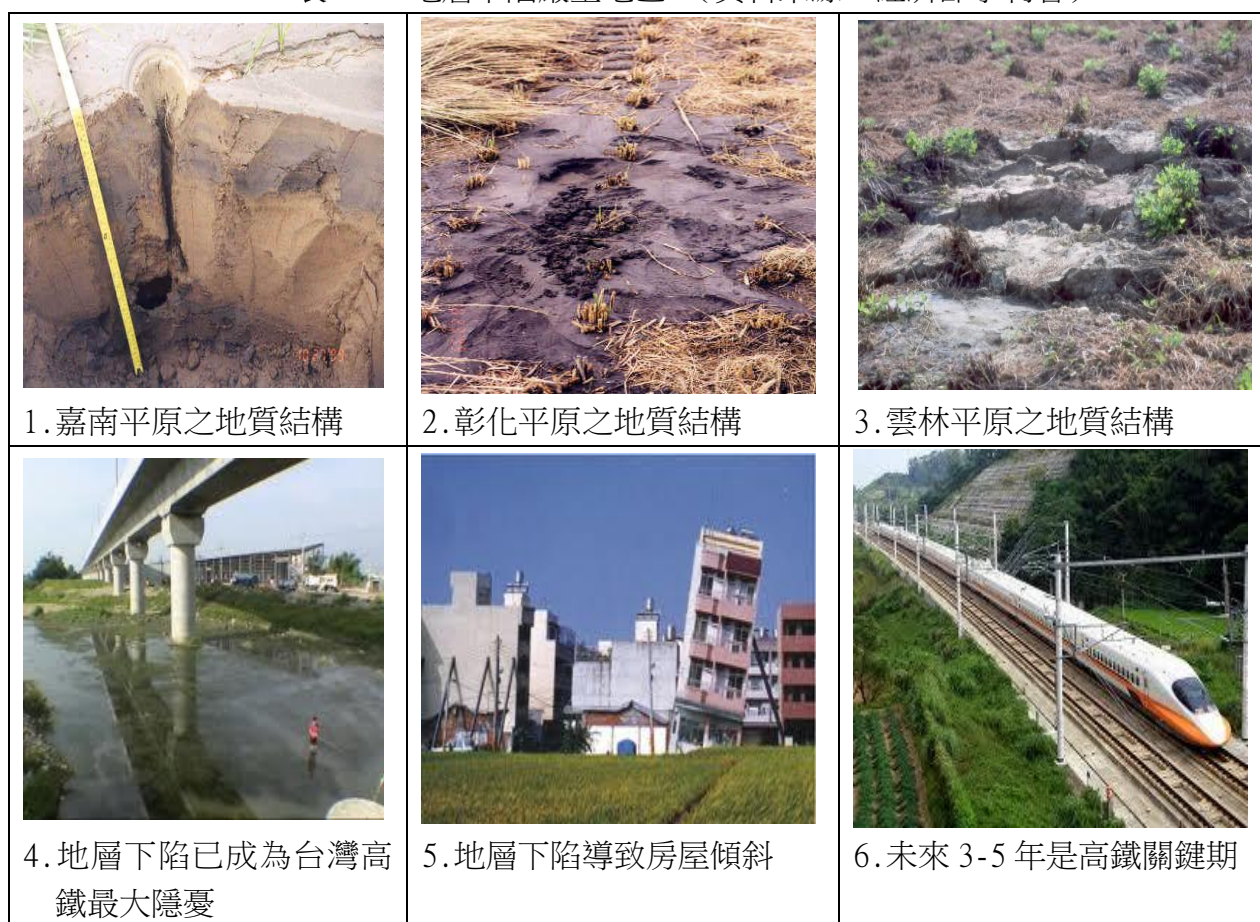 1.嘉南平原之地質結構
2.彰化平原之地質結構
3.雲林平原之地質結構
4.地層下陷已成為台灣高
鐵最大隱憂
5.地層下陷導致房屋傾斜
6.未來 3-5 年是高鐵關鍵期